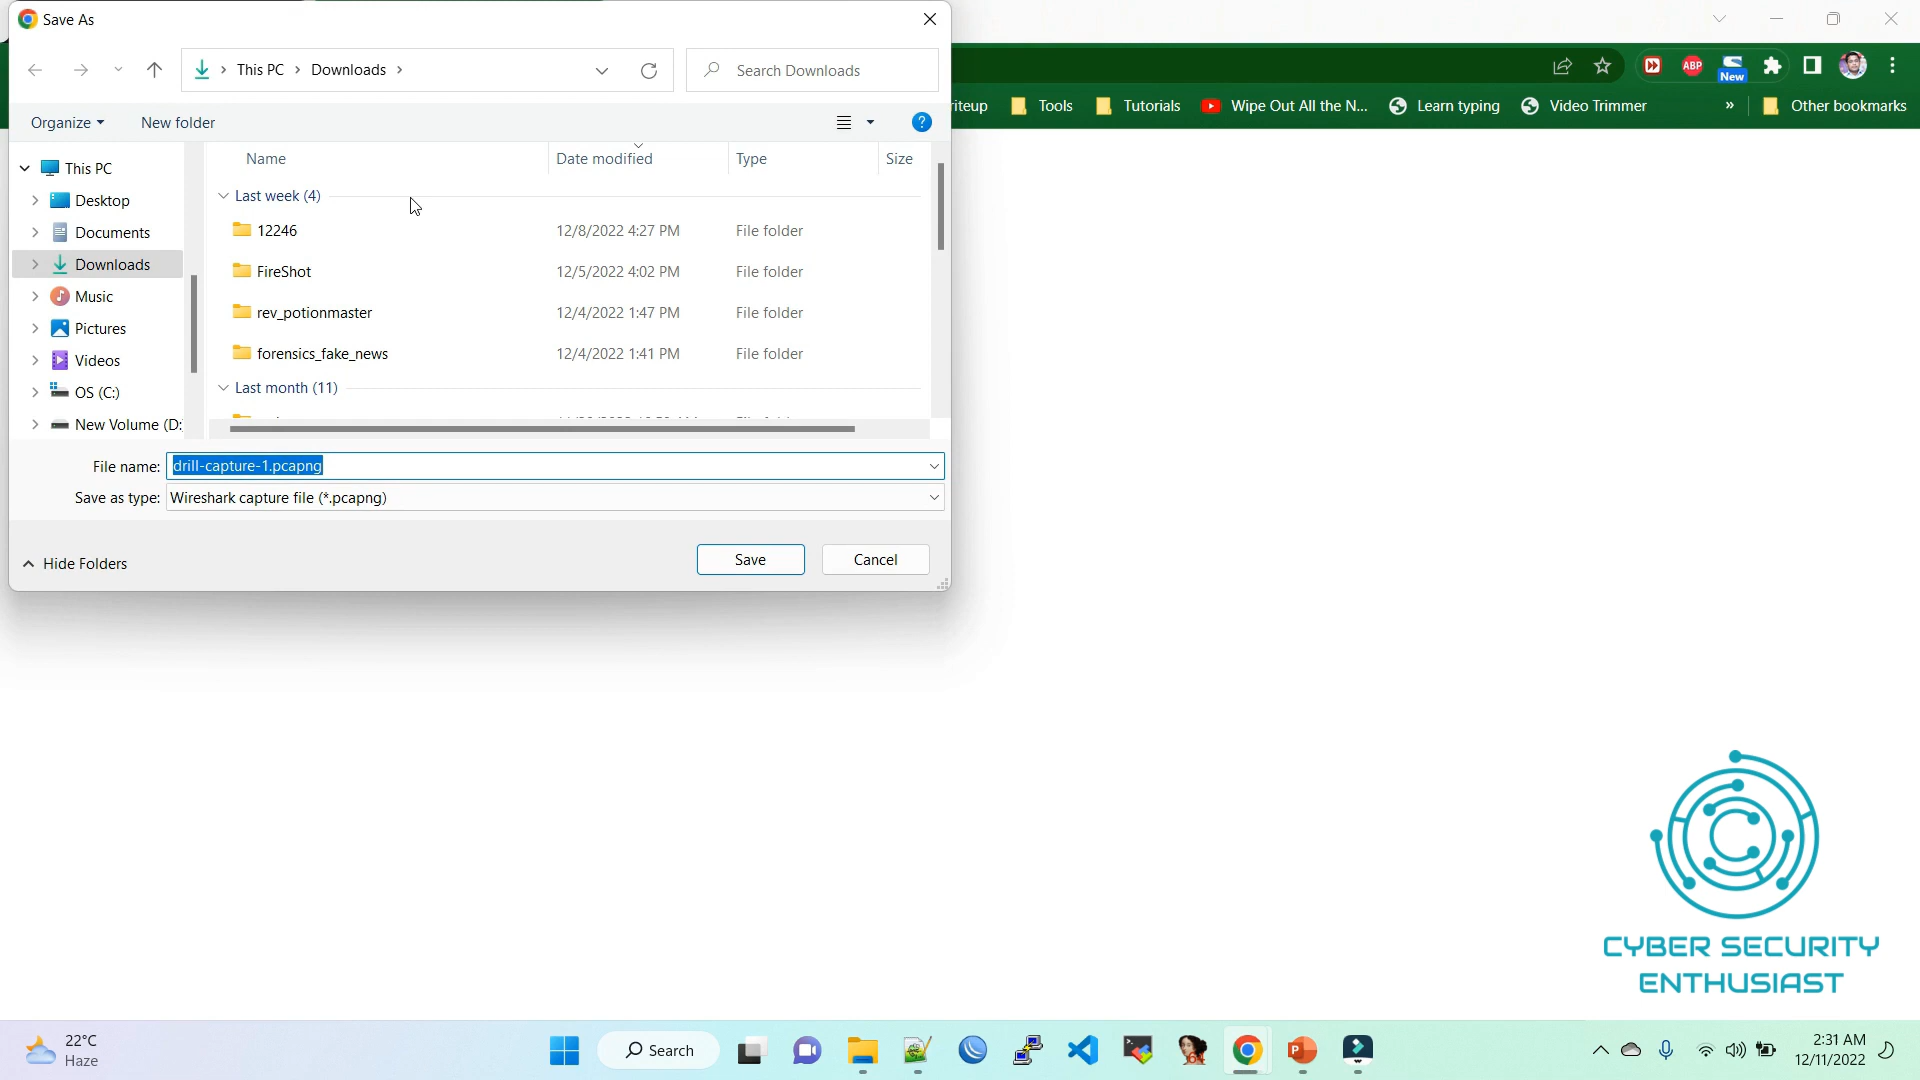 Save As
This PC
Downloads
Search Downloads
ABP
New
Organize
New folder
?
riteup
Tools
Tutorials
Wipe Out All the N...
Learn typing
Video Trimmer
»
Other bookmarks
This PC
Desktop
Documents
Downloads
Music
Pictures
Videos
OS (C:)
New Volume (D:
Name
Date modified
Type
Size
Last week (4)
12246
12/8/2022 4:27 PM
File folder
FireShot
12/5/2022 4:02 PM
File folder
rev_potionmaster
12/4/2022 1:47 PM
File folder
forensics_fake_news
12/4/2022 1:41 PM
File folder
Last month (11)
File name:
drill-capture-1.pcapng
Save as type:
Wireshark capture file (*.pcapng)
Hide Folders
Save
Cancel
CYBER SECURITY
ENTHUSIAST
22°C
Haze
Search
2:31 AM
12/11/2022